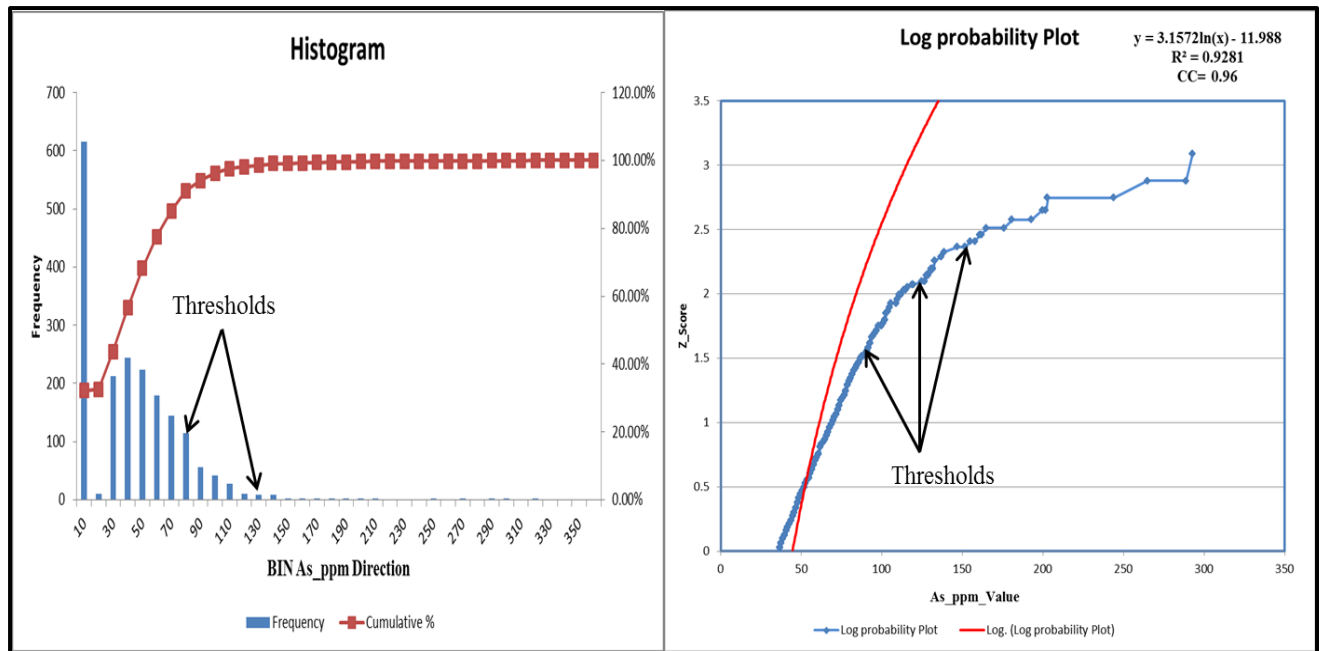 Histogram
700
600
500
400
300
200
100
0
Frequency
120.00%
100.00%
80.00%
60.00%
40.00%
20.00%
0.00%
Thresholds
10 30 50 70 90 110 130 150 170 190 210 230 250 270 290 310 330 350
BIN As_ppm Direction
Frequency Cumulative %
Log probability Plot
y = 3.1572ln(x) - 11.988
R² = 0.9281
CC= 0.96
3.5
3
2.5
2
1.5
1
0.5
0
Z_Score
Thresholds
0 50 100 150 200 250 300 350
As_ppm_Value
Log probability Plot Log. (Log probability Plot)